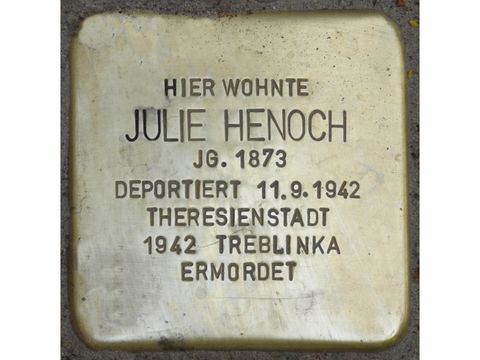 HIER WOHNTE
JULIE HENOCH
JG. 1873
DEPORTIERT 11.9.1942
THERESIENSTADT
1942 TREBLINKA
ERMORDET